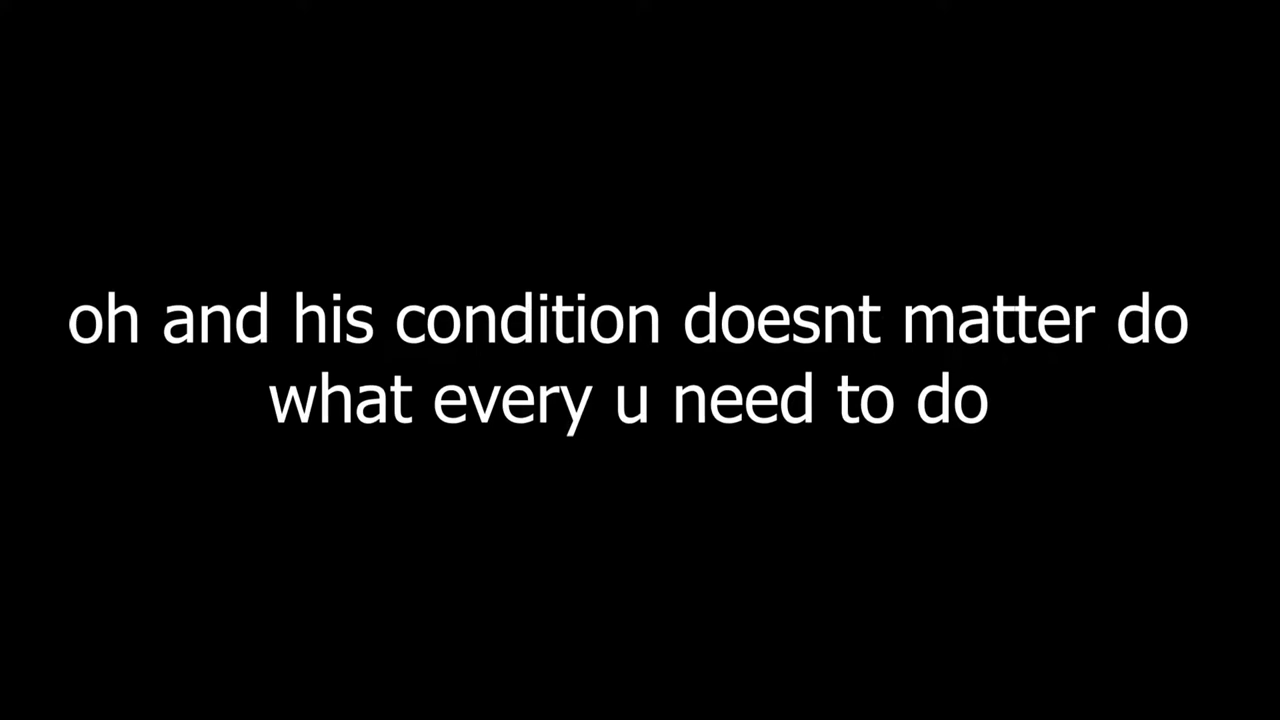 oh and his condition doesnt matter do
what every u need to do